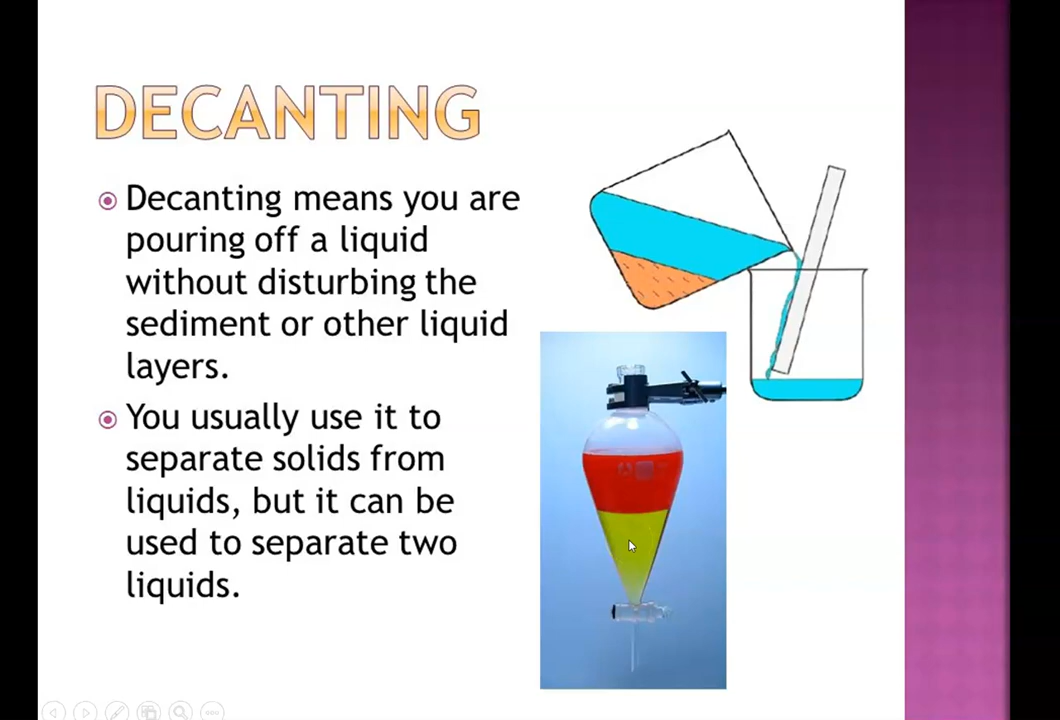 DECANTING
Decanting means you are
pouring off a liquid
without disturbing the
sediment or other liquid
layers.
You usually use it to
separate solids from
liquids, but it can be
used to separate two
liquids.